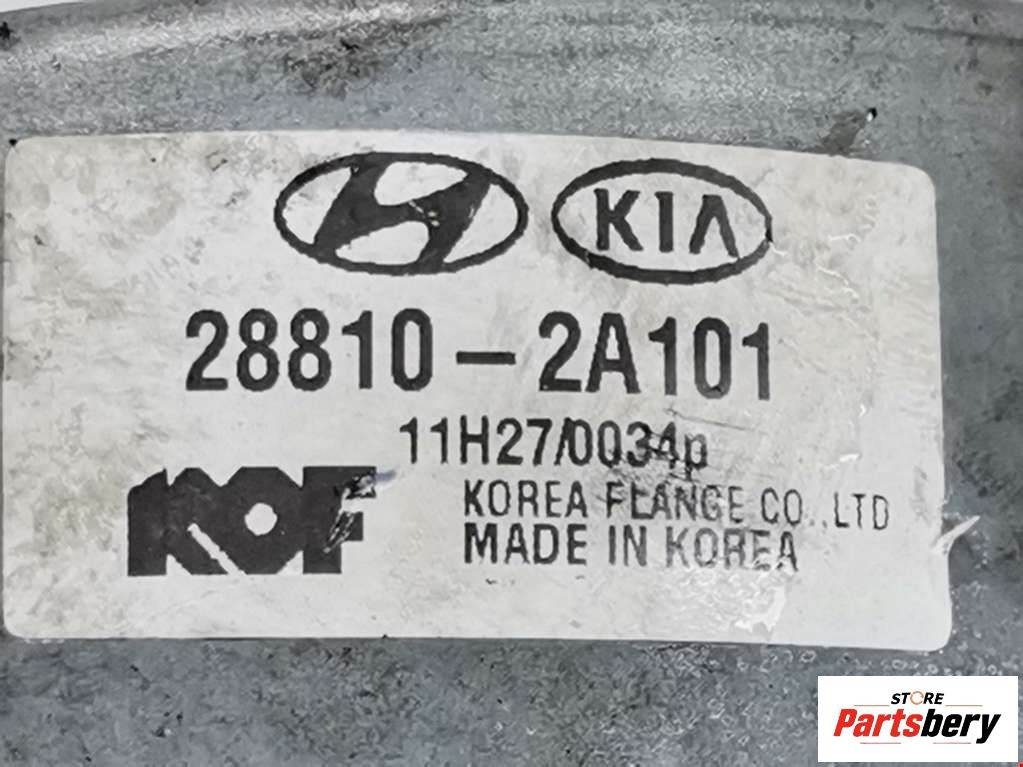 KIA
28810-2A101
11H27/0034p
KOF
KOREA FLANGE CO.,LTD
MADE IN KOREA
STORE
Partsbery